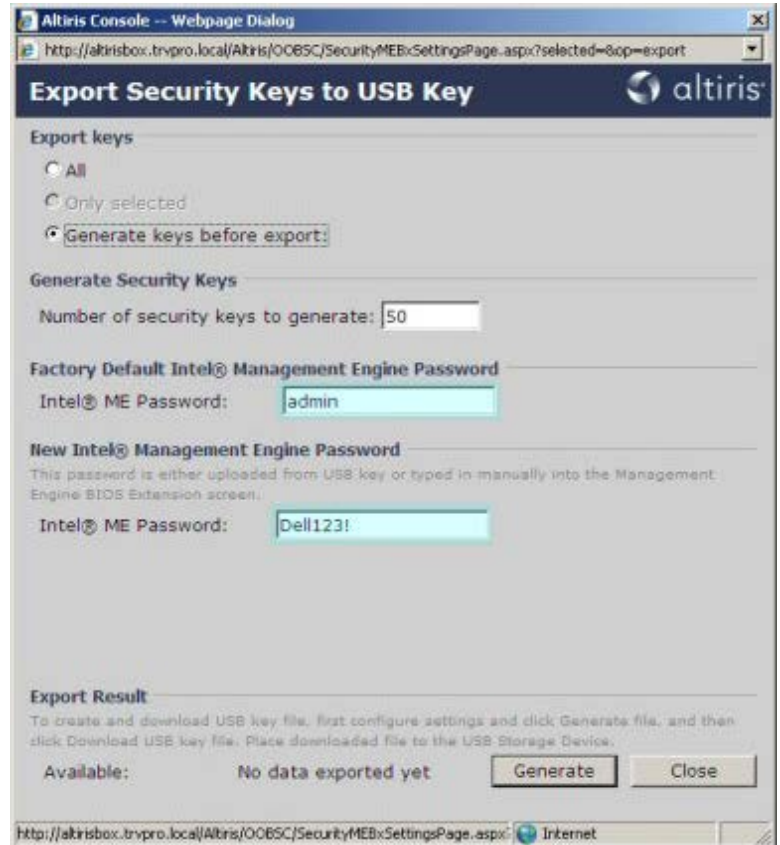 Altiris Console -- Webpage Dialog
http://altirisbox.trvpro.local/Altiris/OOBSC/SecurityMEBxSettingsPage.aspx?selected=&op=export
Export Security Keys to USB Key
altiris
Export keys
All
Only selected
Generate keys before export:
Generate Security Keys
Number of security keys to generate: 50
Factory Default Intel® Management Engine Password
Intel® ME Password: admin
New Intel® Management Engine Password
This password is either uploaded from USB key or typed in manually into the Management
Engine BIOS Extension screen.
Intel® ME Password: Dell123!
Export Result
To create and download USB key file, first configure settings and click Generate file, and then
click Download USB key file. Place downloaded file to the USB Storage Device.
Available: No data exported yet Generate Close
http://altirisbox.trvpro.local/Altiris/OOBSC/SecurityMEBxSettingsPage.aspx? Internet